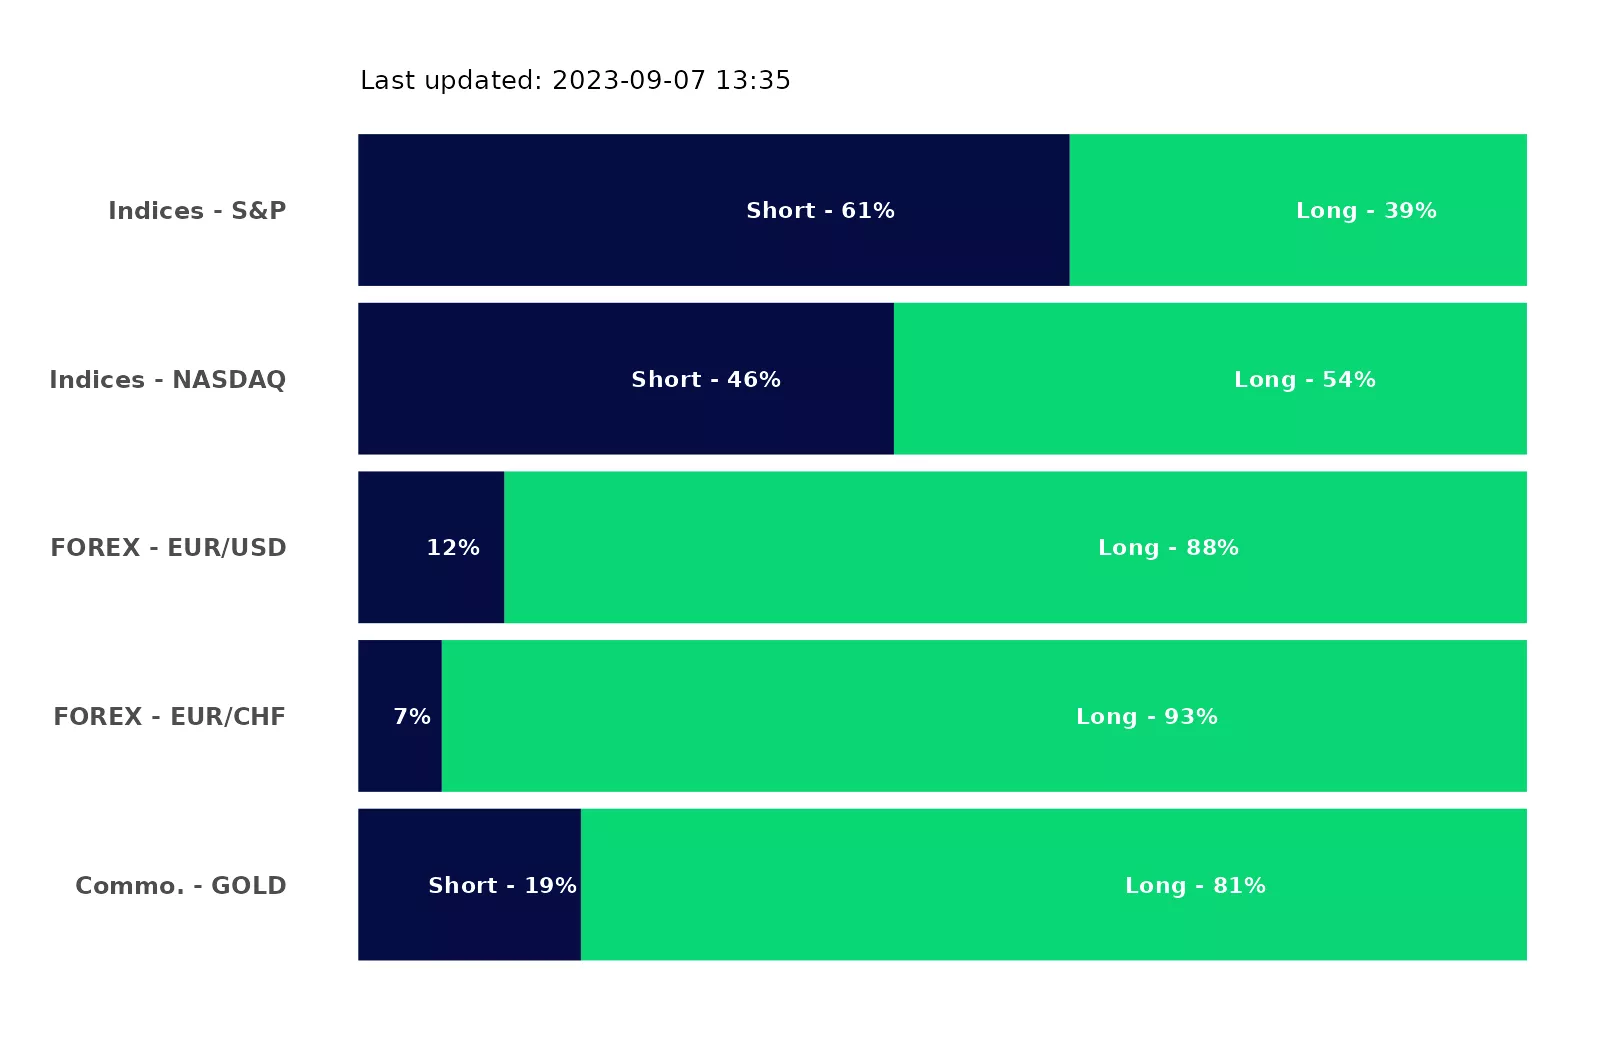 Last updated: 2023-09-07 13:35
Indices - S&P
Short - 61%
Long - 39%
Indices - NASDAQ
Short - 46%
Long - 54%
FOREX - EUR/USD
12%
Long - 88%
FOREX - EUR/CHF
7%
Long - 93%
Commo. - GOLD
Short - 19%
Long - 81%